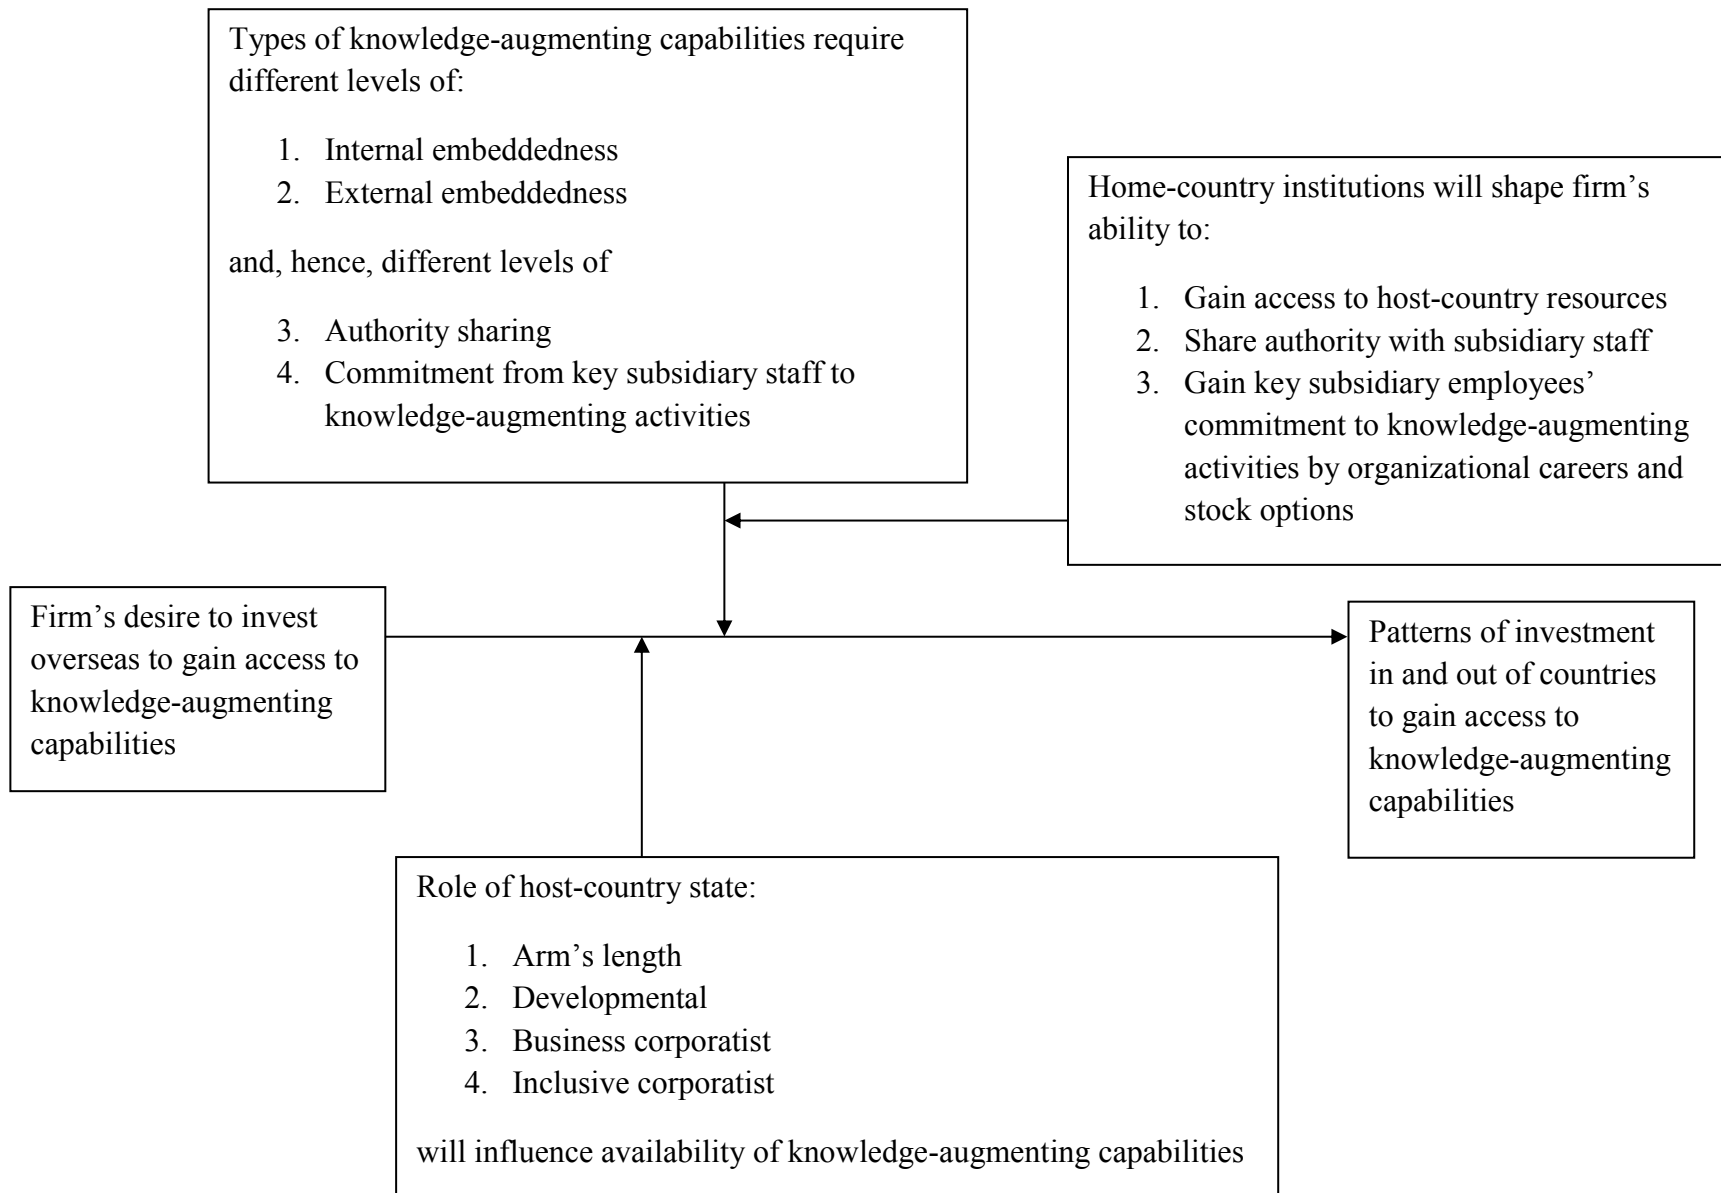 Types of knowledge-augmenting capabilities require
different levels of:
1. Internal embeddedness
2. External embeddedness
and, hence, different levels of
3. Authority sharing
4. Commitment from key subsidiary staff to
knowledge-augmenting activities
Home-country institutions will shape firm’s
ability to:
1. Gain access to host-country resources
2. Share authority with subsidiary staff
3. Gain key subsidiary employees’
commitment to knowledge-augmenting
activities by organizational careers and
stock options
Firm’s desire to invest
overseas to gain access to
knowledge-augmenting
capabilities
Patterns of investment
in and out of countries
to gain access to
knowledge-augmenting
capabilities
Role of host-country state:
1. Arm’s length
2. Developmental
3. Business corporatist
4. Inclusive corporatist
will influence availability of knowledge-augmenting capabilities